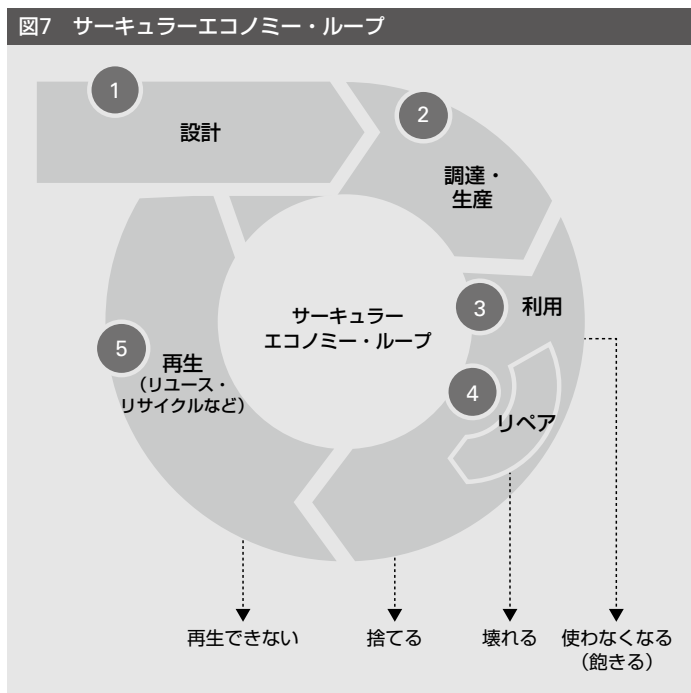 図7　サーキュラーエコノミー・ループ
1
設計
2
調達・
生産
サーキュラー
エコノミー・ループ
3
利用
4
リペア
5
再生
（リユース・
リサイクルなど）
再生できない
捨てる
壊れる
使わなくなる
（飽きる）